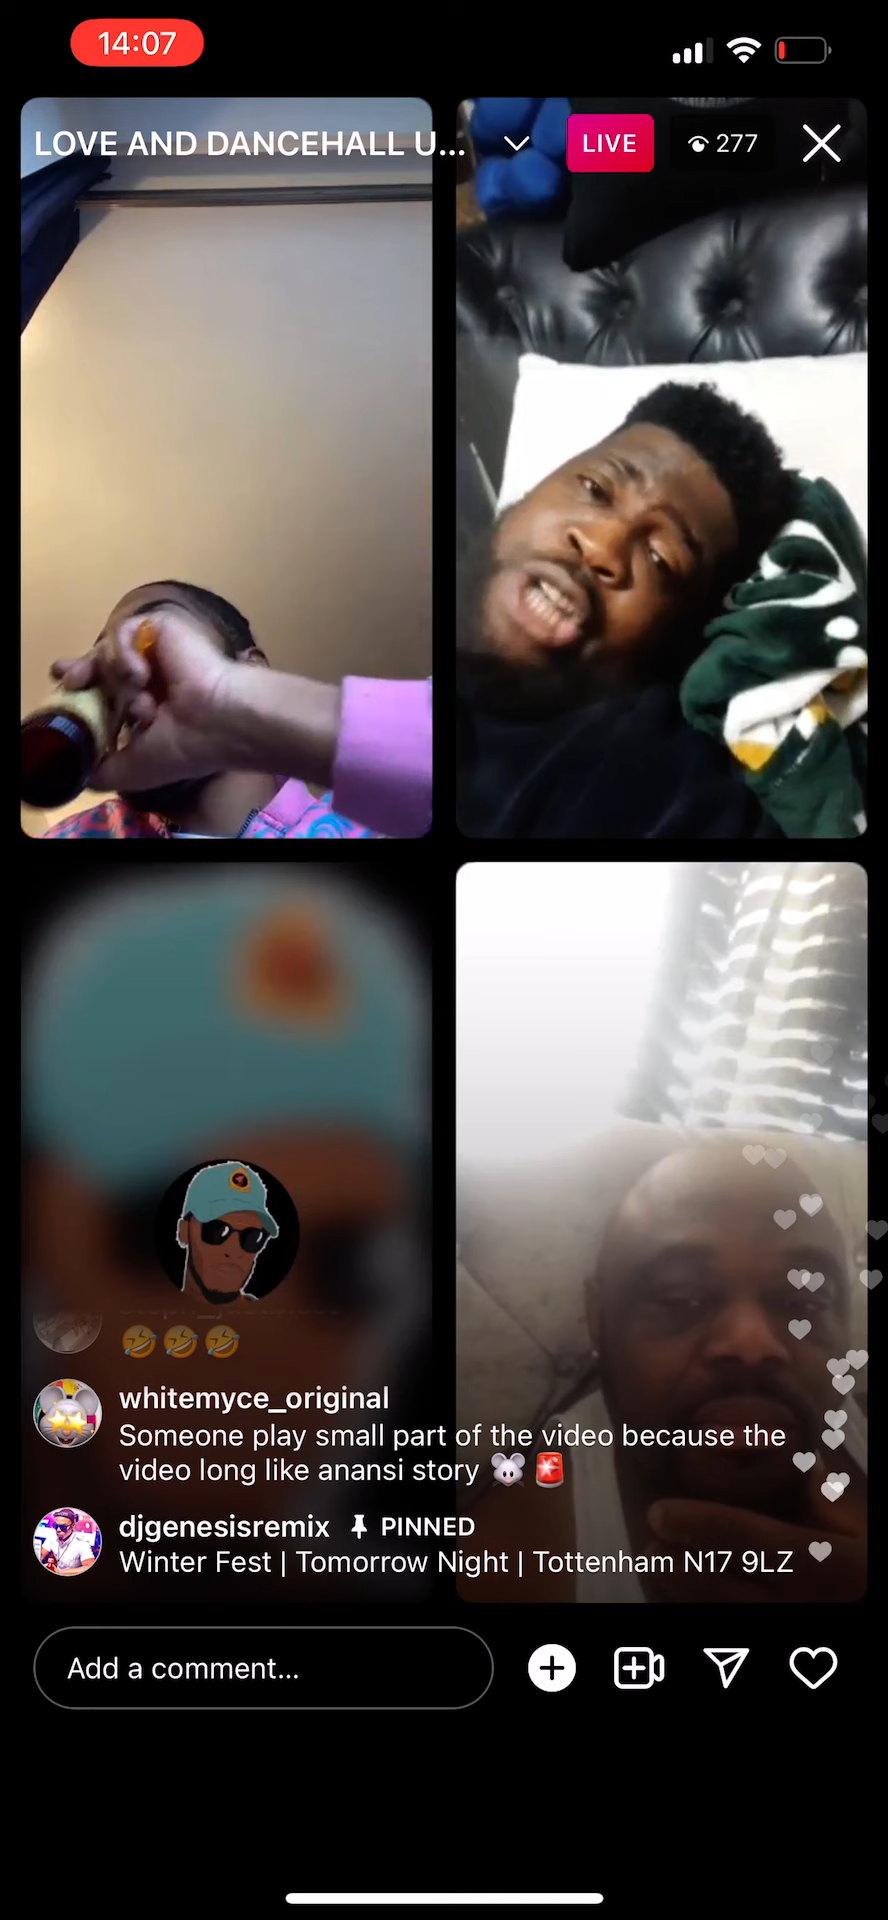 14:07
LOVE AND DANCEHALL U...
LIVE
277
🤣🤣🤣
whitemyce_original
Someone play small part of the video because the
video long like anansi story 🐭🚨
djgenesisremix PINNED
Winter Fest | Tomorrow Night | Tottenham N17 9LZ
Add a comment...